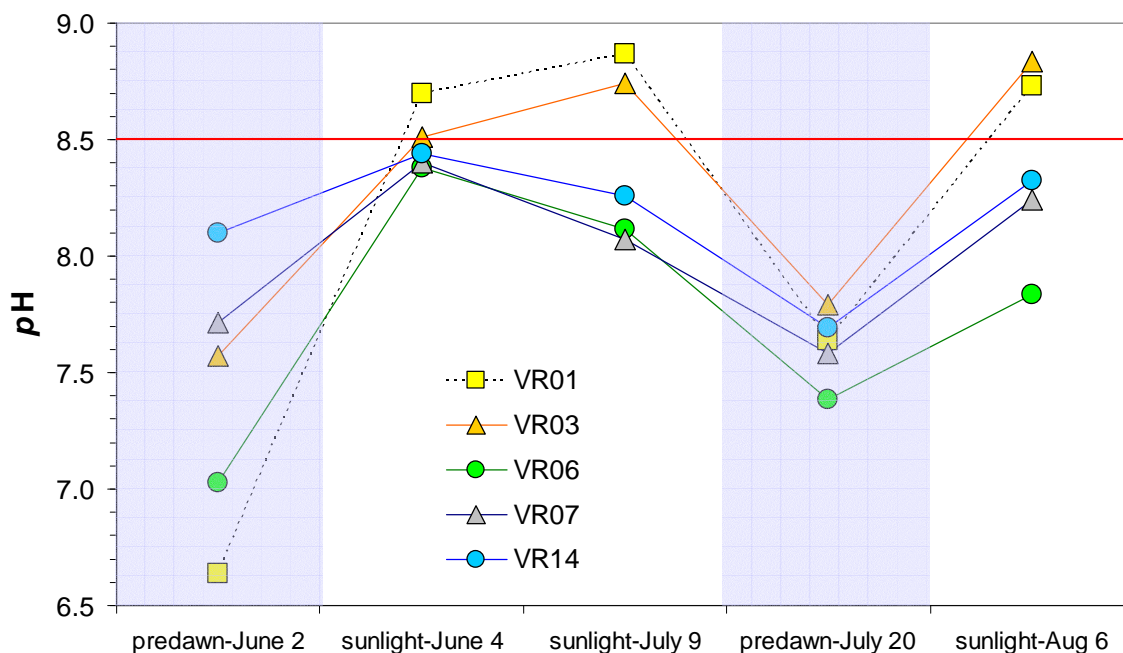 9.0
8.5
8.0
7.5
7.0
6.5
pH
VR01
VR03
VR06
VR07
VR14
predawn-June 2
sunlight-June 4
sunlight-July 9
predawn-July 20
sunlight-Aug 6